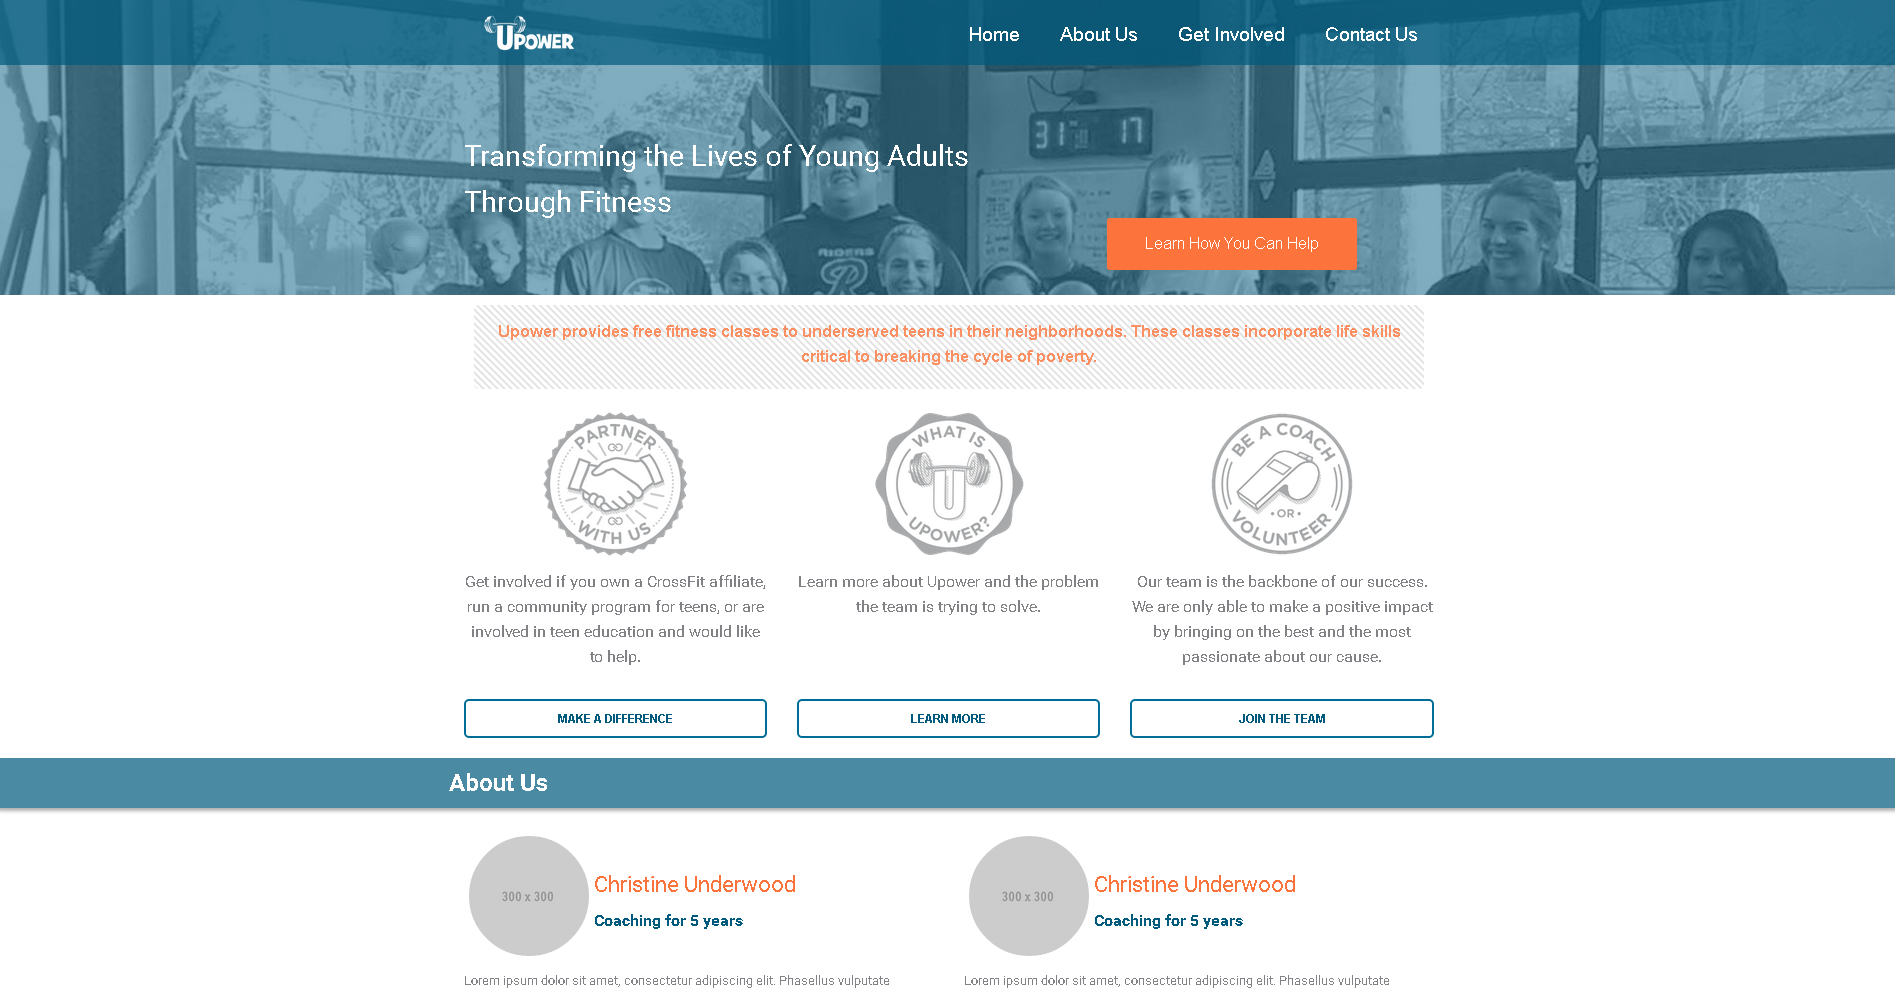 UPOWER
Home
About Us
Get Involved
Contact Us
12
31 17
RIDERS
R
Transforming the Lives of Young Adults
Through Fitness
Learn How You Can Help
Upower provides free fitness classes to underserved teens in their neighborhoods. These classes incorporate life skills
critical to breaking the cycle of poverty.
PARTNER
WITH US
WHAT IS
U
UPOWER?
BE A COACH
·OR·
VOLUNTEER
Get involved if you own a CrossFit affiliate,
run a community program for teens, or are
involved in teen education and would like
to help.
Learn more about Upower and the problem
the team is trying to solve.
Our team is the backbone of our success.
We are only able to make a positive impact
by bringing on the best and the most
passionate about our cause.
MAKE A DIFFERENCE
LEARN MORE
JOIN THE TEAM
About Us
300 x 300
Christine Underwood
Coaching for 5 years
Lorem ipsum dolor sit amet, consectetur adipiscing elit. Phasellus vulputate
300 x 300
Christine Underwood
Coaching for 5 years
Lorem ipsum dolor sit amet, consectetur adipiscing elit. Phasellus vulputate